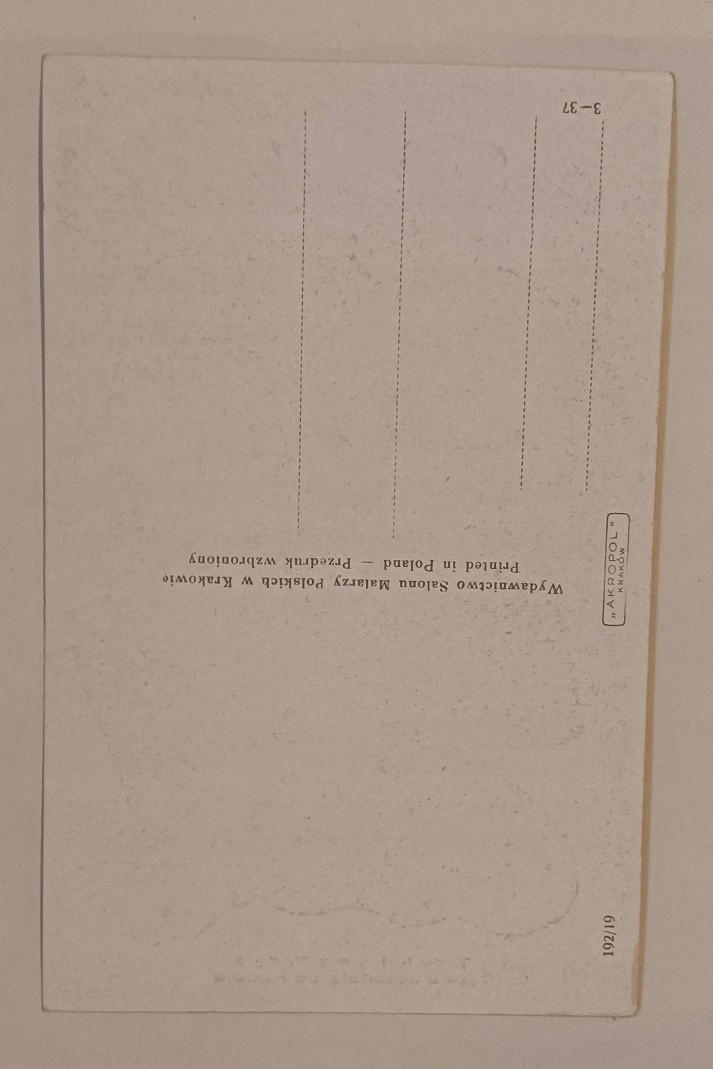 Wydawnictwo Salonu Malarzy Polskich w Krakowie
Printed in Poland — Przedruk wzbroniony
3—37
„AKROPOL”
KRAKÓW
192/19